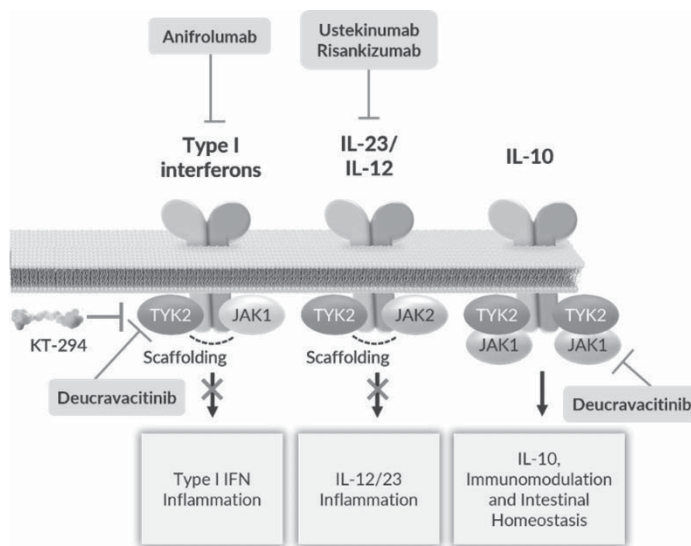 Anifrolumab
Ustekinumab
Risankizumab
Type I
interferons
IL-23/
IL-12
IL-10
TYK2
JAK1
TYK2
JAK2
TYK2
JAK1
TYK2
JAK1
KT-294
Scaffolding
Scaffolding
Deucravacitinib
Deucravacitinib
Type I IFN
Inflammation
IL-12/23
Inflammation
IL-10,
Immunomodulation
and Intestinal
Homeostasis